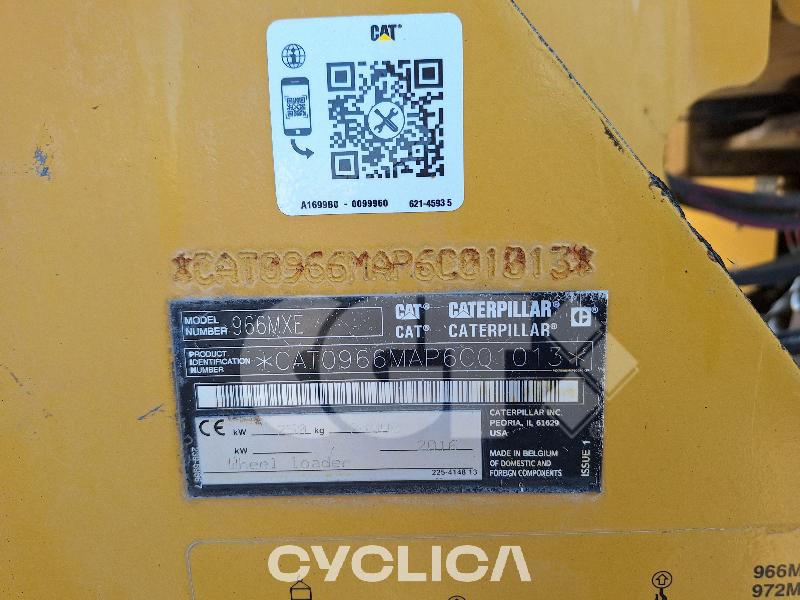 CAT
A1699B0 - 0099960 621-4593 5
*CAT0966MAP6C01013*
MODEL NUMBER 966MXE
CAT® CATERPILLAR®
CAT® CATERPILLAR®
PRODUCT IDENTIFICATION NUMBER *CAT0966MAP6C01013*
CE kW kg
kW / 2016
Wheel loader
225-4148 13
CATERPILLAR INC.
PEORIA, IL 61629
USA
MADE IN BELGIUM
OF DOMESTIC AND
FOREIGN COMPONENTS
ISSUE 1
CYCLICA
966M
972M